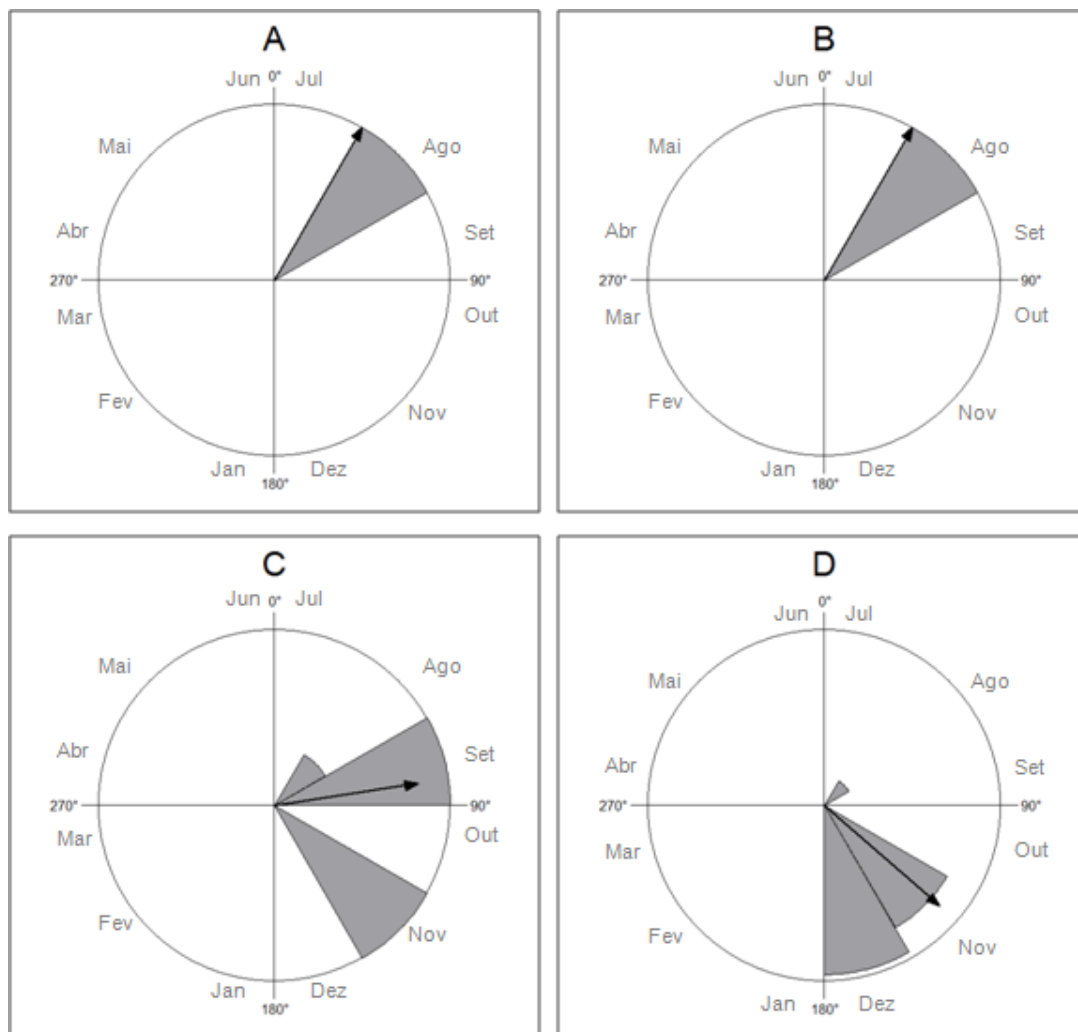 A
Jun 0° Jul
Mai Ago
Abr Set
270° 90°
Mar Out
Fev Nov
Jan Dez
180°
B
Jun 0° Jul
Mai Ago
Abr Set
270° 90°
Mar Out
Fev Nov
Jan Dez
180°
C
Jun 0° Jul
Mai Ago
Abr Set
270° 90°
Mar Out
Fev Nov
Jan Dez
180°
D
Jun 0° Jul
Mai Ago
Abr Set
270° 90°
Mar Out
Fev Nov
Jan Dez
180°